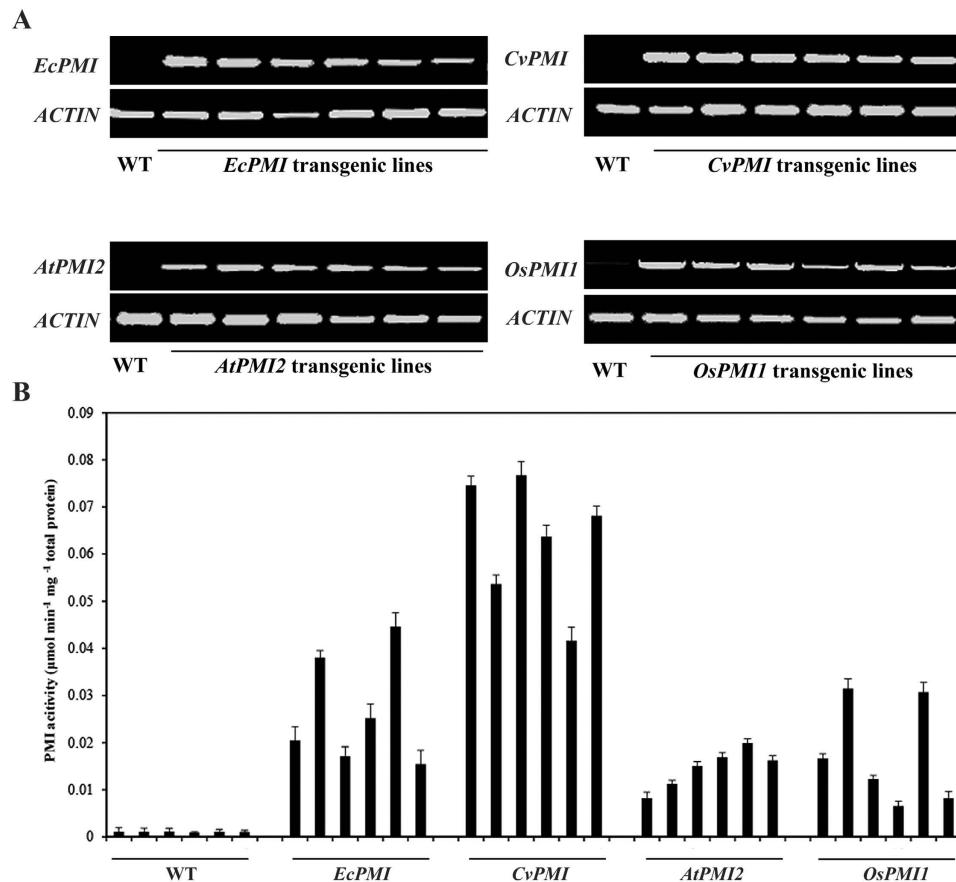 A
EcPMI
ACTIN
WT EcPMI transgenic lines
CvPMI
ACTIN
WT CvPMI transgenic lines
AtPMI2
ACTIN
WT AtPMI2 transgenic lines
OsPMI1
ACTIN
WT OsPMI1 transgenic lines
B
PMI acitivity (μmol min⁻¹ mg ⁻¹ total protein)
0.09
0.08
0.07
0.06
0.05
0.04
0.03
0.02
0.01
0
WT EcPMI CvPMI AtPMI2 OsPMI1